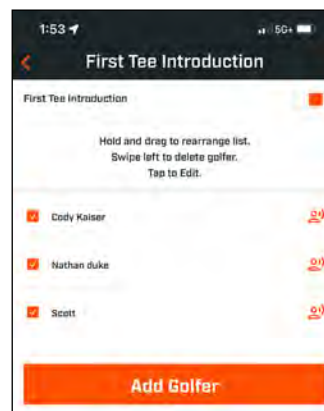 1:53
5G+
First Tee Introduction
First Tee Introduction
Hold and drag to rearrange list.
Swipe left to delete golfer.
Tap to Edit.
Cody Kaiser
Nathan duke
Scott
Add Golfer